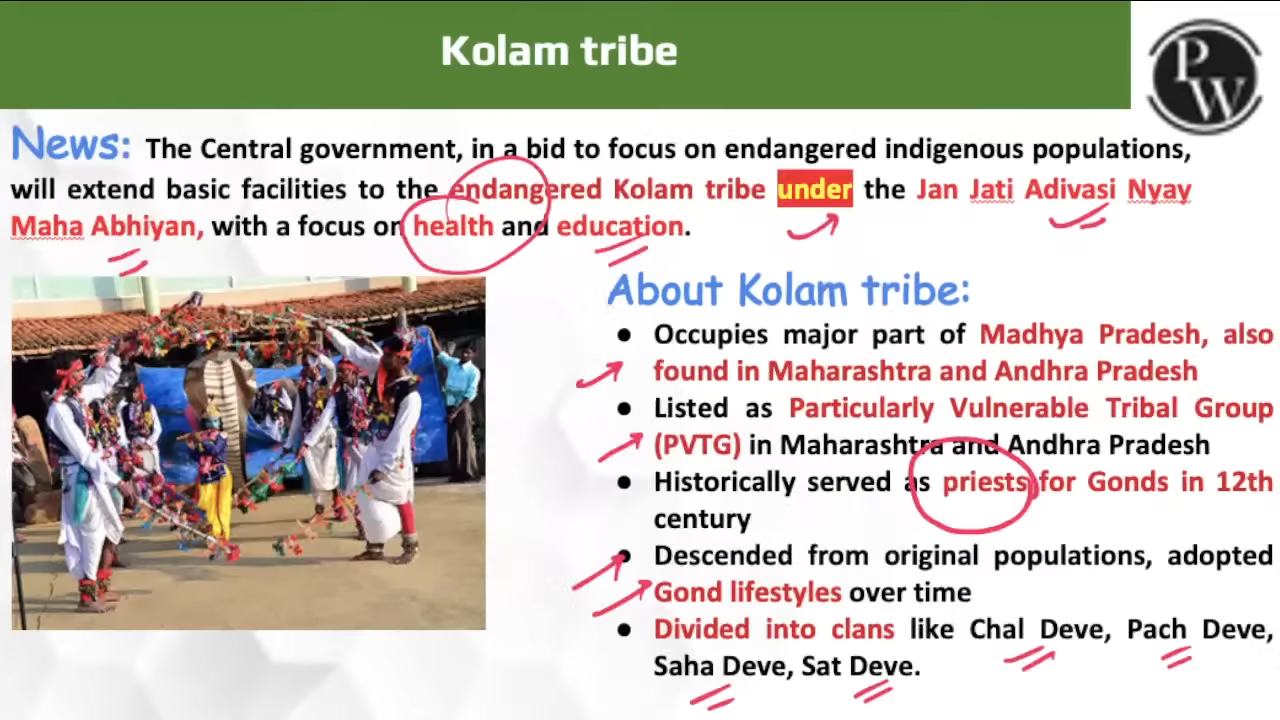 Kolam tribe
PW
News: The Central government, in a bid to focus on endangered indigenous populations,
will extend basic facilities to the endangered Kolam tribe under the Jan Jati Adivasi Nyay
Maha Abhiyan, with a focus on health and education.
About Kolam tribe:
● Occupies major part of Madhya Pradesh, also
found in Maharashtra and Andhra Pradesh
● Listed as Particularly Vulnerable Tribal Group
(PVTG) in Maharashtra and Andhra Pradesh
● Historically served as priests for Gonds in 12th
century
● Descended from original populations, adopted
Gond lifestyles over time
● Divided into clans like Chal Deve, Pach Deve,
Saha Deve, Sat Deve.